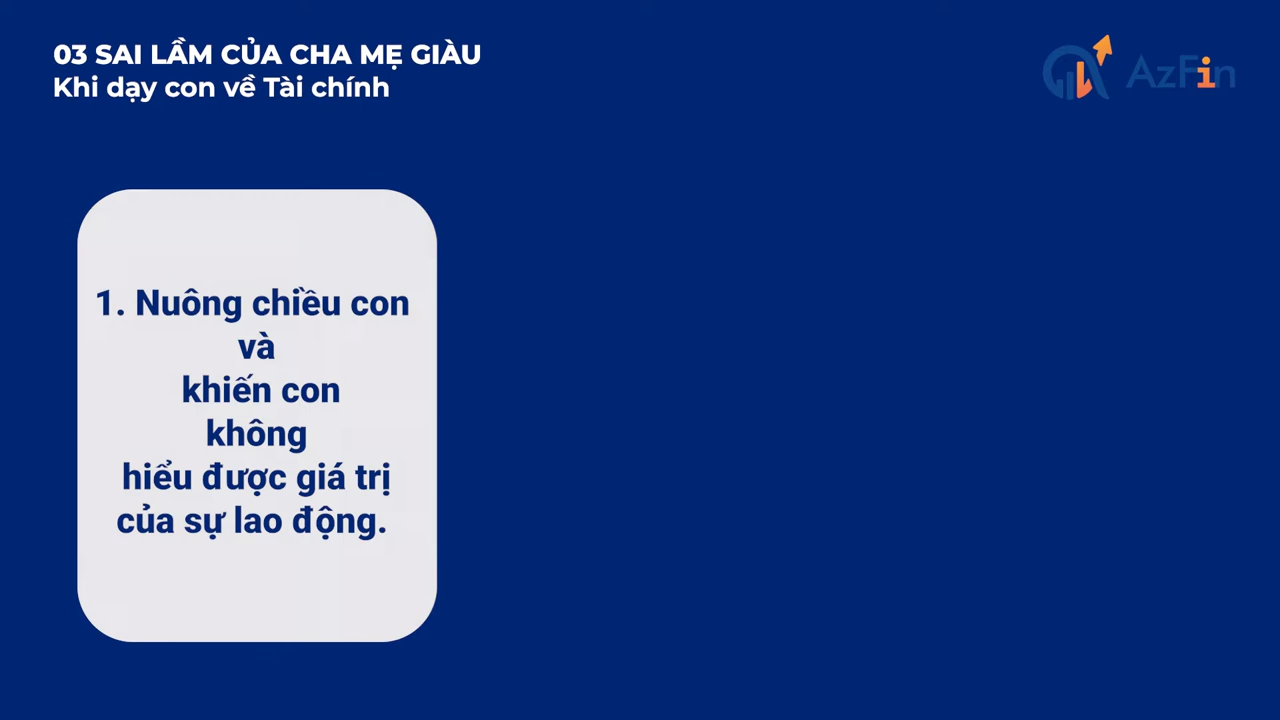 03 SAI LẦM CỦA CHA MẸ GIÀU
Khi dạy con về Tài chính
AzFin
1. Nuông chiều con
và
khiến con
không
hiểu được giá trị
của sự lao động.